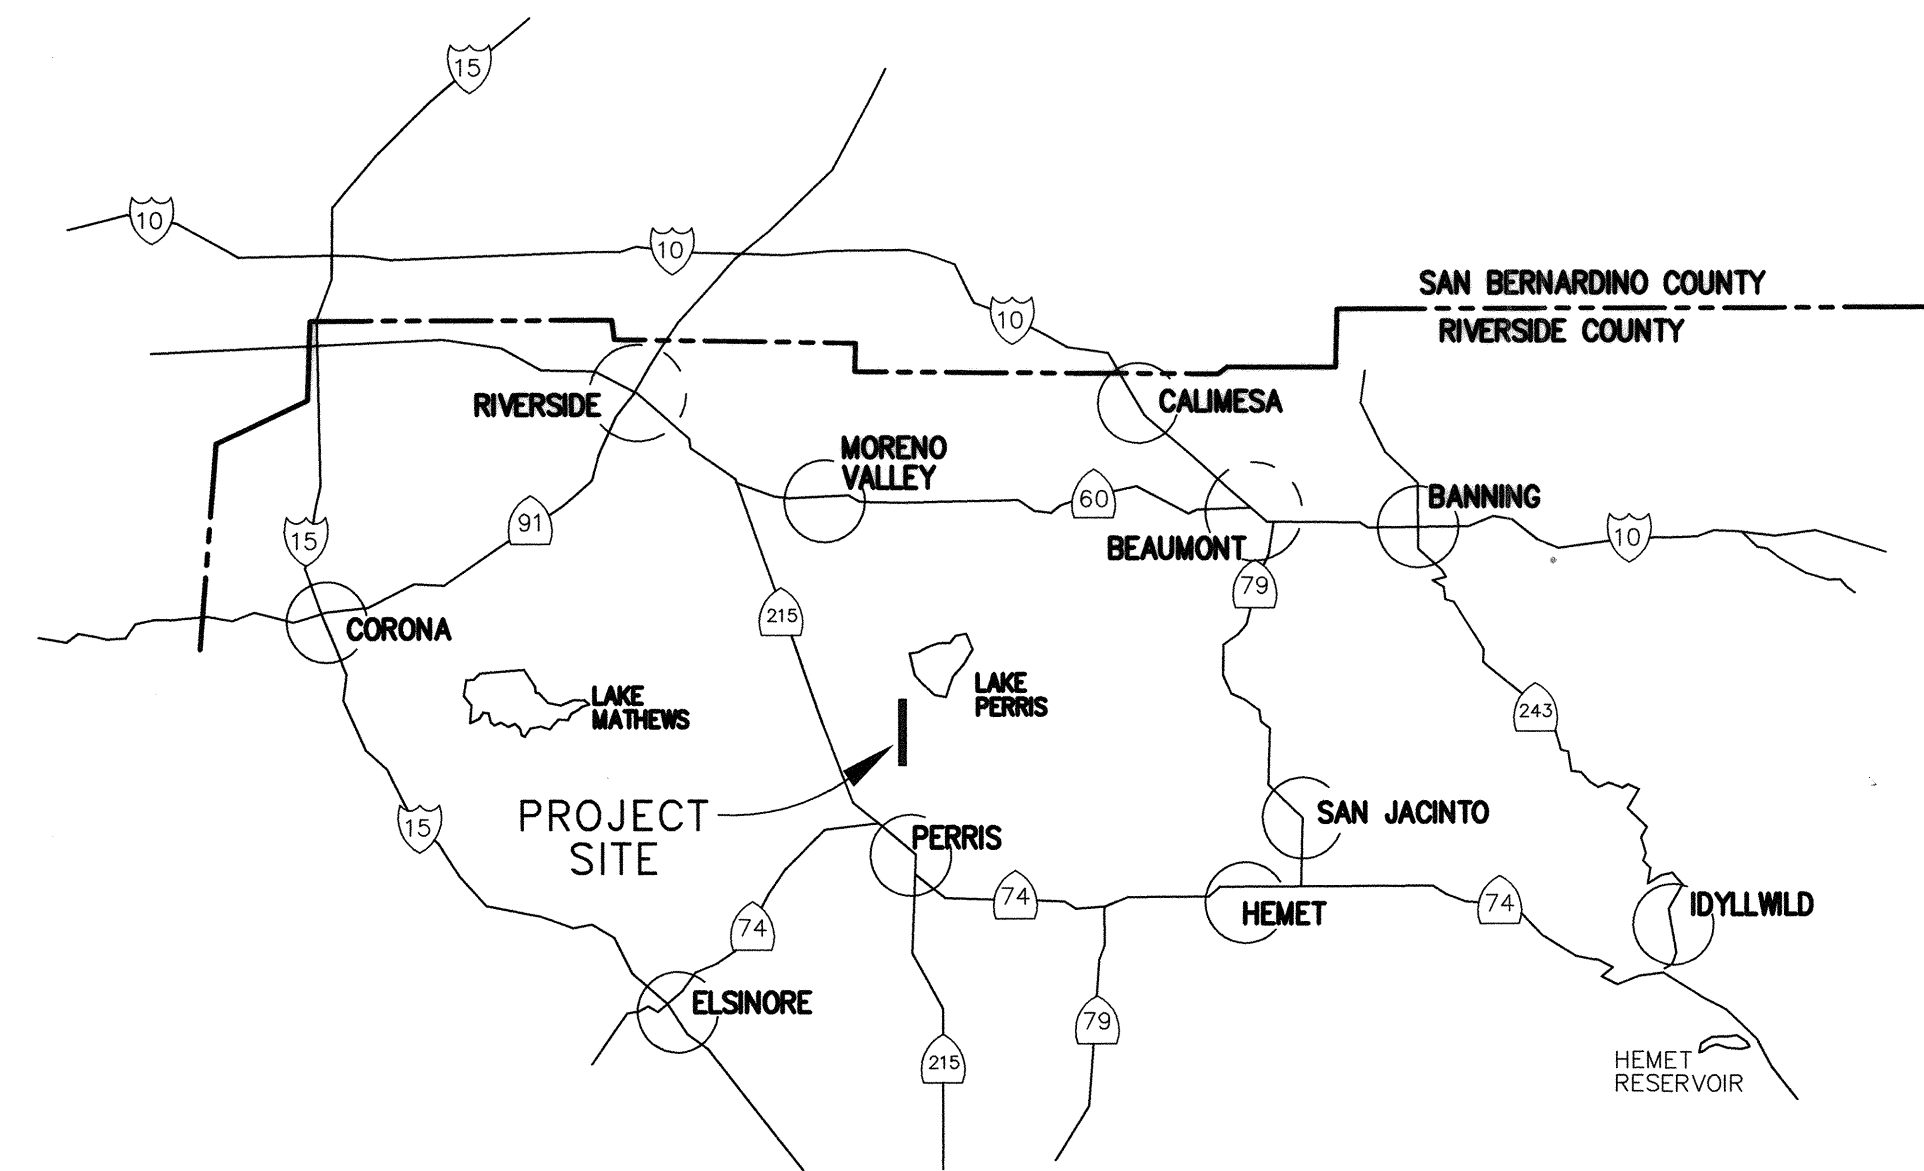 15
10
10
SAN BERNARDINO COUNTY
10
RIVERSIDE COUNTY
RIVERSIDE
CALIMESA
MORENO
VALLEY
60
BANNING
91
15
BEAUMONT
10
79
215
CORONA
LAKE
MATHEWS
LAKE
PERRIS
243
PROJECT
SITE
15
PERRIS
SAN JACINTO
74
74
HEMET
74
IDYLLWILD
ELSINORE
79
215
HEMET
RESERVOIR